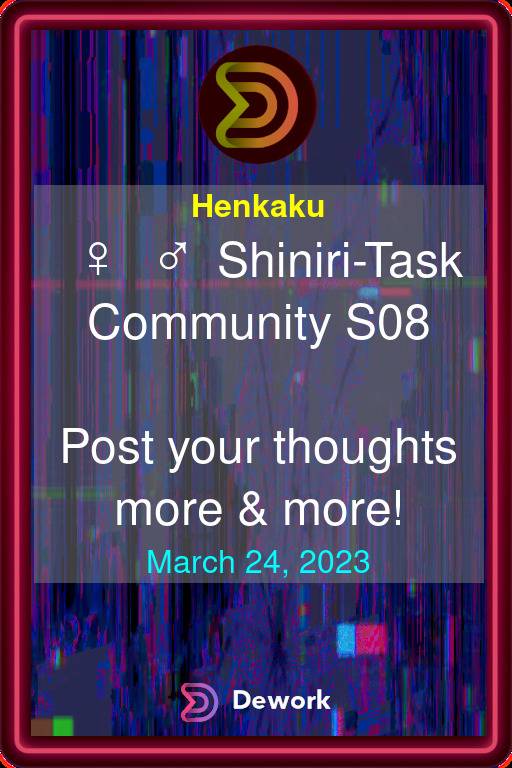 Henkaku
♀ ♂ Shiniri-Task
Community S08
Post your thoughts
more & more!
March 24, 2023
Dework